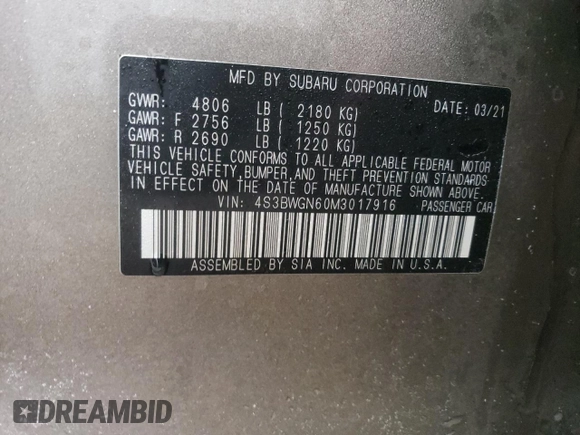 MFD BY SUBARU CORPORATION
GVWR: 4806 LB ( 2180 KG) DATE: 03/21
GAWR: F 2756 LB ( 1250 KG)
GAWR: R 2690 LB ( 1220 KG)
THIS VEHICLE CONFORMS TO ALL APPLICABLE FEDERAL MOTOR
VEHICLE SAFETY, BUMPER, AND THEFT PREVENTION STANDARDS
IN EFFECT ON THE DATE OF MANUFACTURE SHOWN ABOVE.
VIN: 4S3BWGN60M3017916 PASSENGER CAR
ASSEMBLED BY SIA INC. MADE IN U.S.A.
DREAMBID